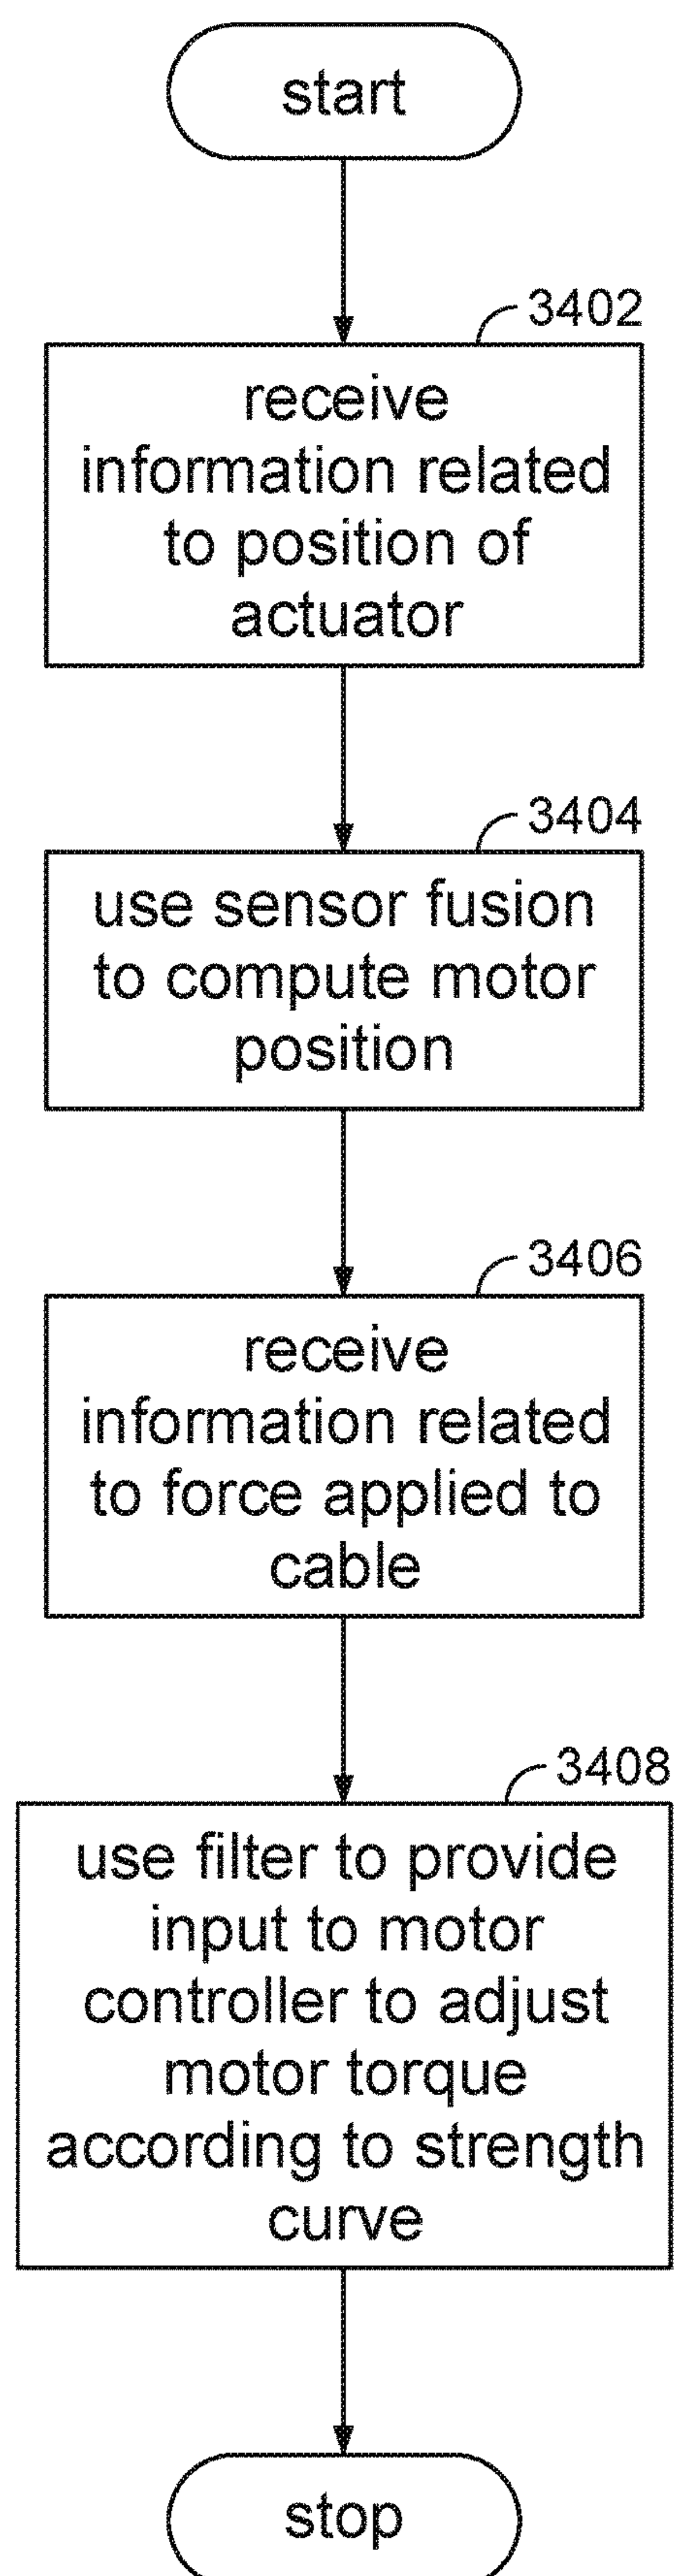 start
3402
receive
information related
to position of
actuator
3404
use sensor fusion
to compute motor
position
3406
receive
information related
to force applied to
cable
3408
use filter to provide
input to motor
controller to adjust
motor torque
according to strength
curve
stop